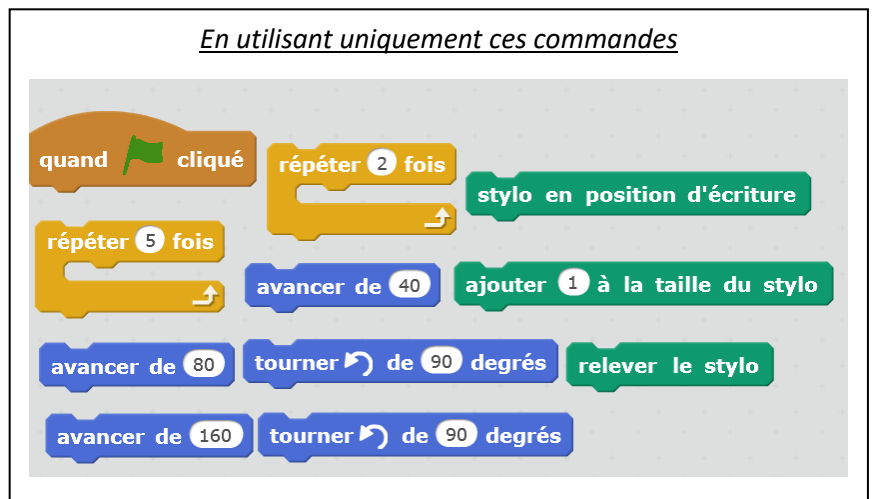 En utilisant uniquement ces commandes
quand cliqué
répéter 2 fois
stylo en position d'écriture
répéter 5 fois
avancer de 40
ajouter 1 à la taille du stylo
avancer de 80
tourner de 90 degrés
relever le stylo
avancer de 160
tourner de 90 degrés